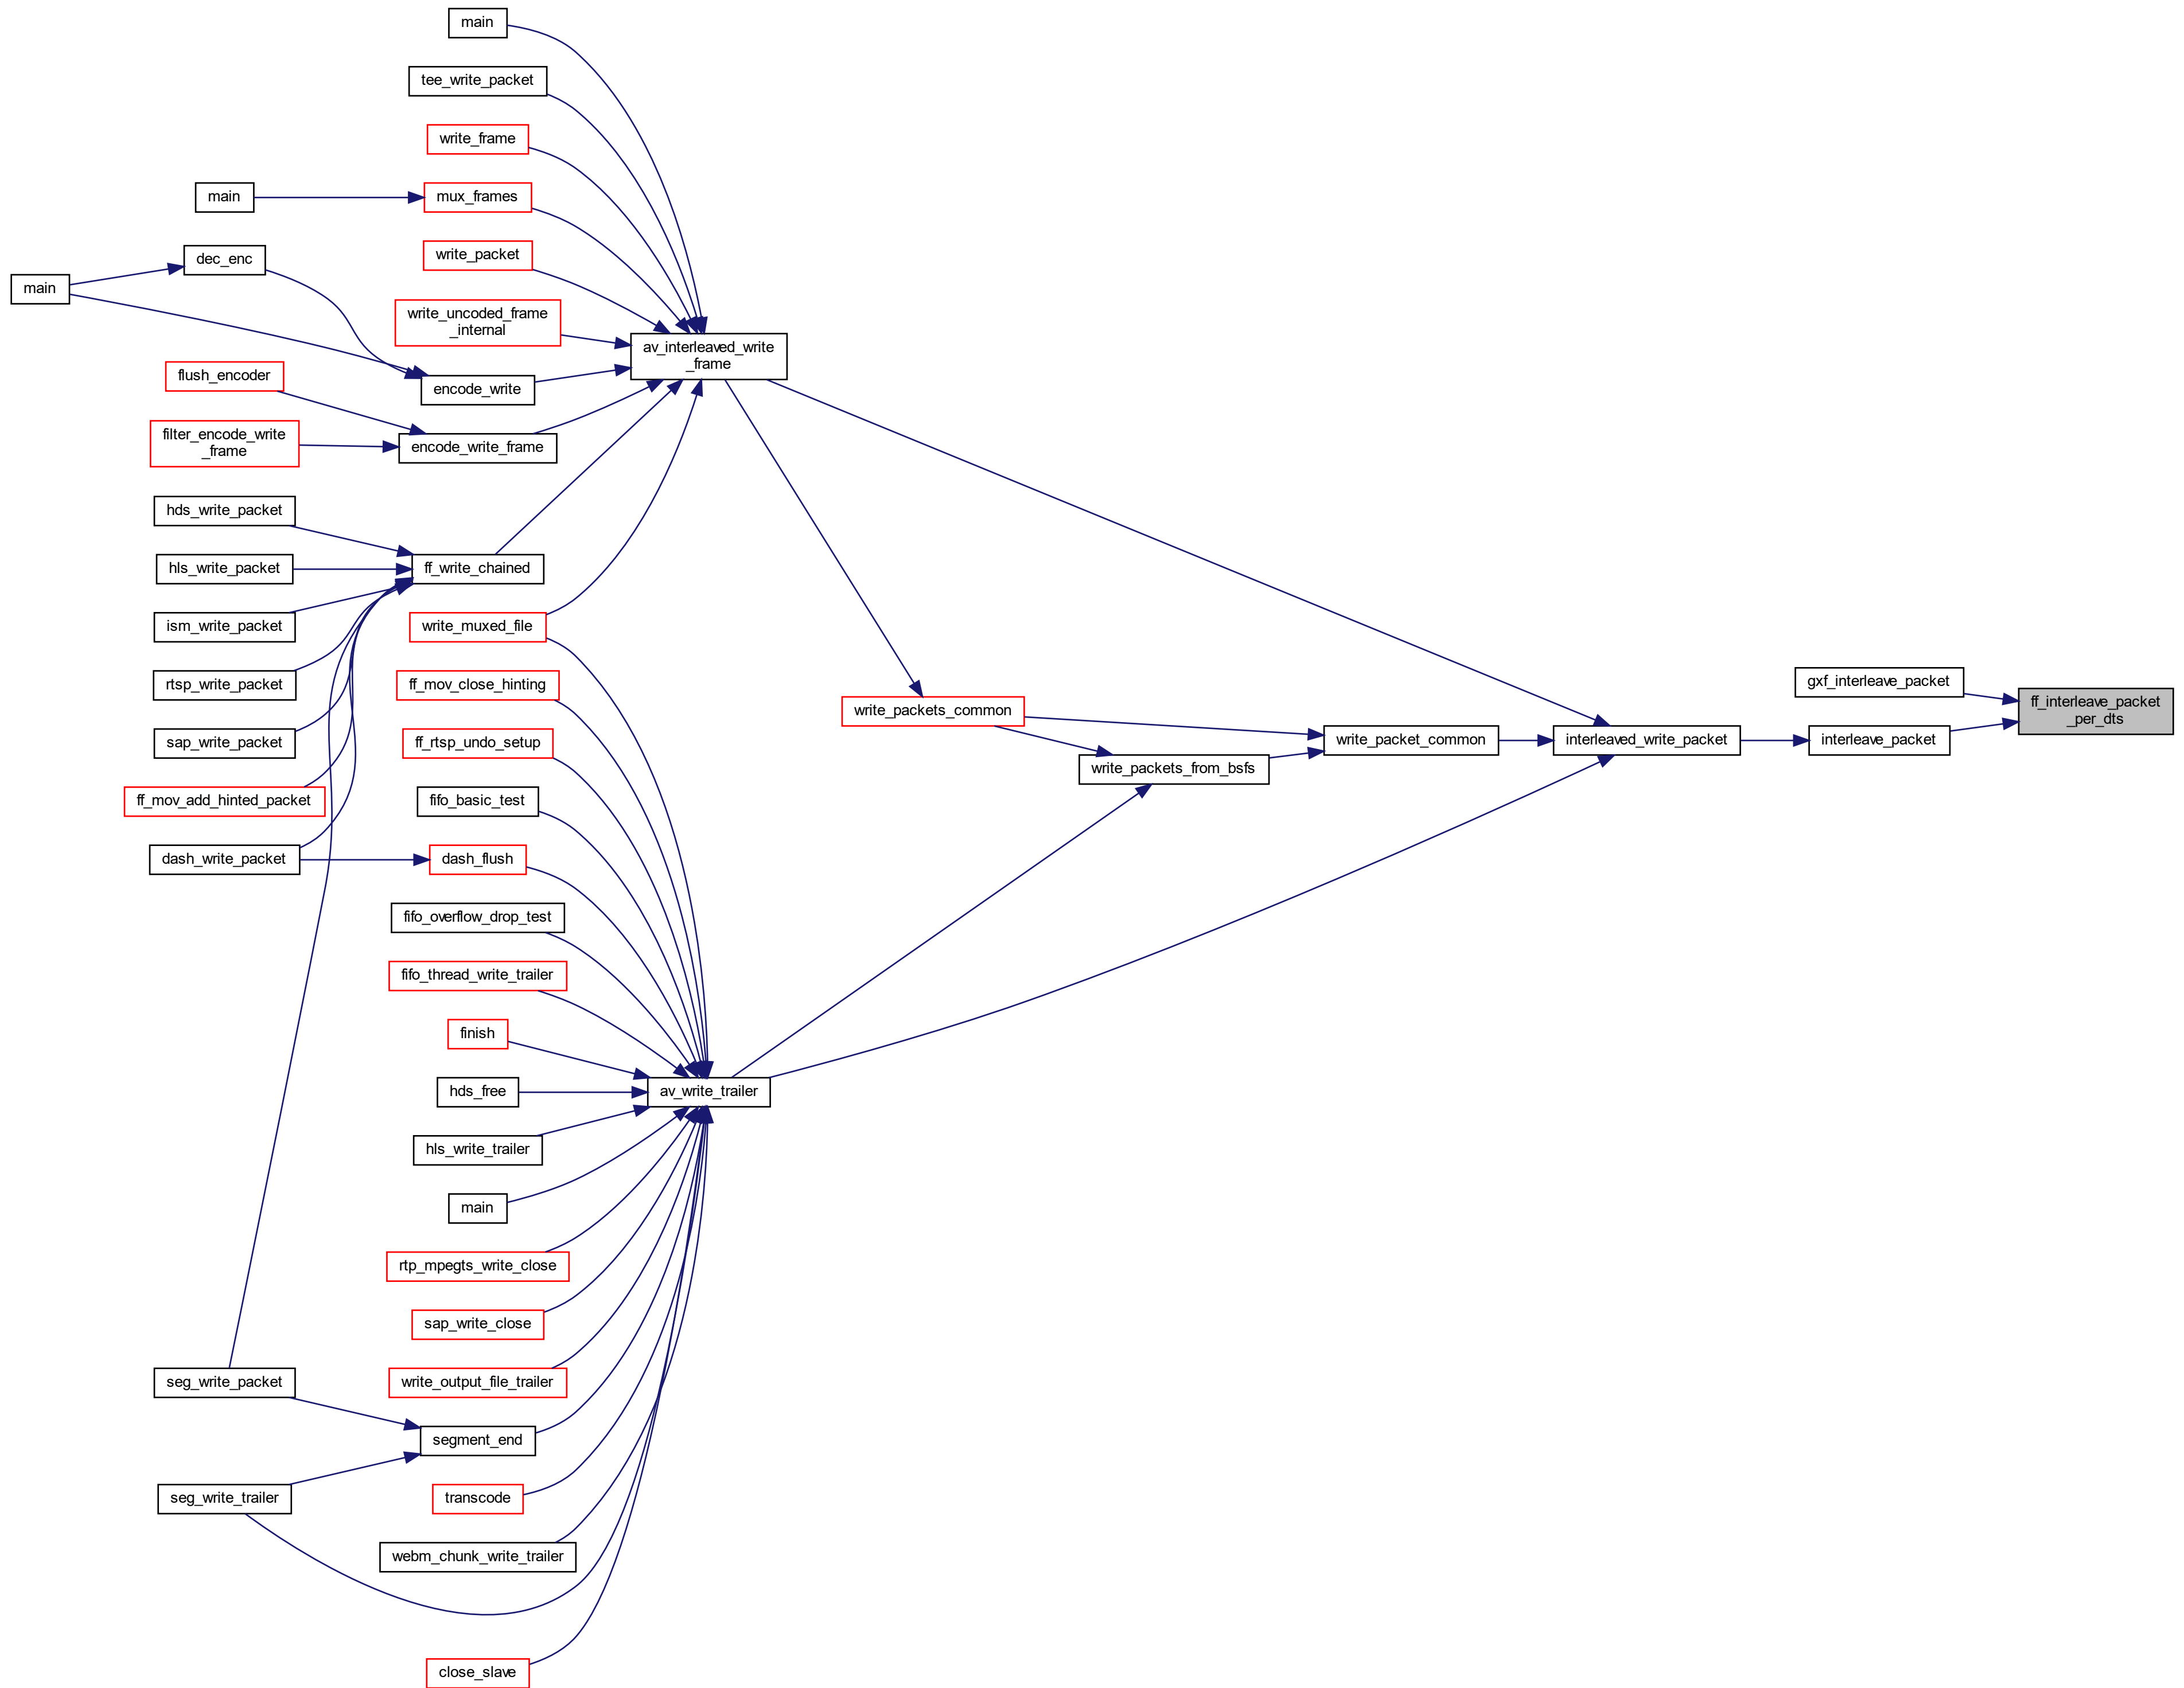 main
tee_write_packet
write_frame
main
mux_frames
write_packet
dec_enc
main
write_uncoded_frame
_internal
av_interleaved_write
_frame
flush_encoder
encode_write
filter_encode_write
_frame
encode_write_frame
hds_write_packet
hls_write_packet
ff_write_chained
ism_write_packet
write_muxed_file
rtsp_write_packet
ff_mov_close_hinting
sap_write_packet
ff_rtsp_undo_setup
ff_mov_add_hinted_packet
fifo_basic_test
dash_write_packet
dash_flush
write_packets_common
write_packets_from_bsfs
write_packet_common
interleaved_write_packet
gxf_interleave_packet
interleave_packet
ff_interleave_packet
_per_dts
fifo_overflow_drop_test
fifo_thread_write_trailer
finish
hds_free
av_write_trailer
hls_write_trailer
main
rtp_mpegts_write_close
sap_write_close
write_output_file_trailer
seg_write_packet
segment_end
seg_write_trailer
transcode
webm_chunk_write_trailer
close_slave